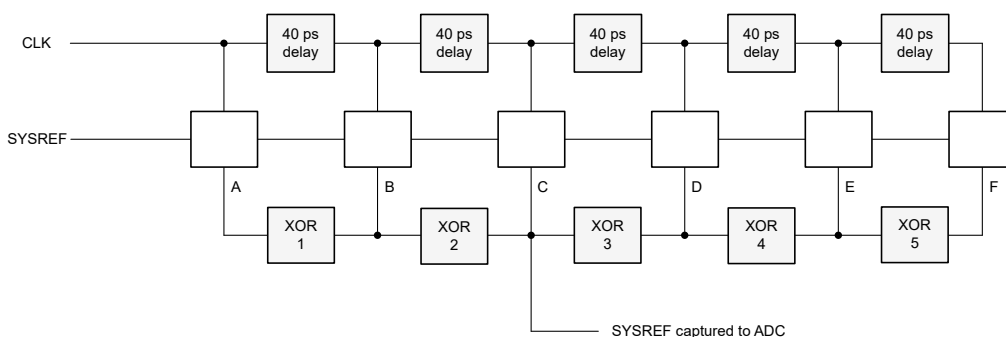 40 ps 40 ps 40 ps 40 ps 40 ps
CLK
delay delay delay delay delay
SYSREF
A B C D E F
XOR XOR XOR XOR XOR
1 2 3 4 5
SYSREF captured to ADC